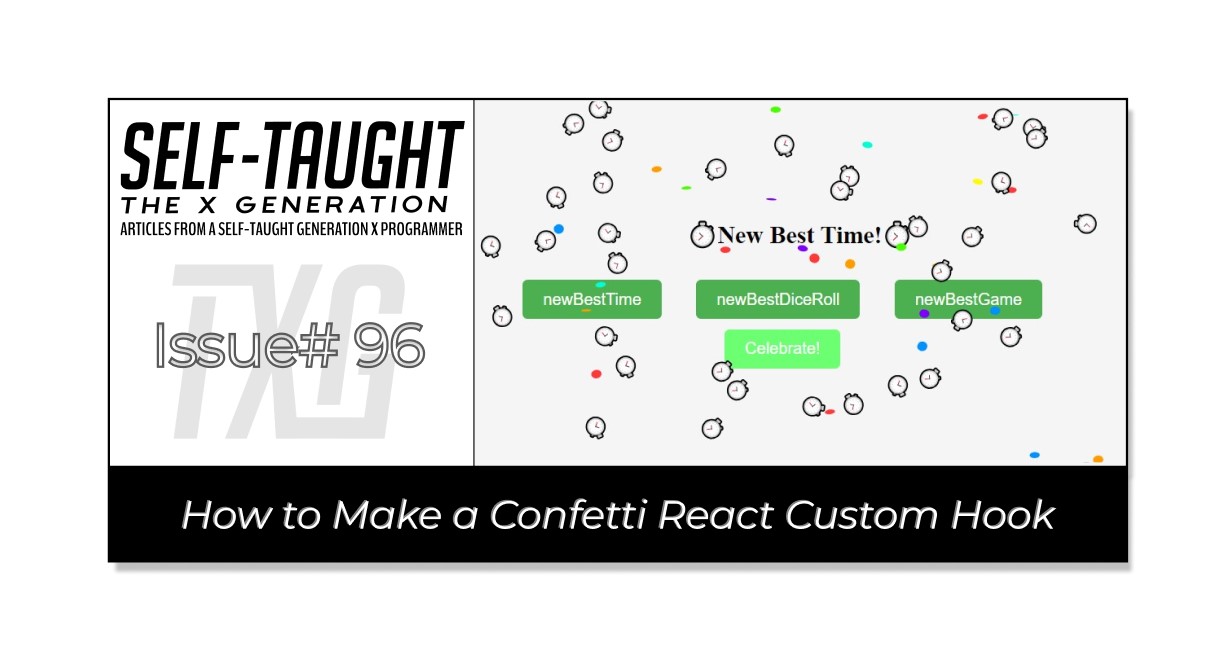 SELF-TAUGHT
THE X GENERATION
ARTICLES FROM A SELF-TAUGHT GENERATION X PROGRAMMER
TXG
Issue# 96
New Best Time!
newBestTime
newBestDiceRoll
newBestGame
Celebrate!
How to Make a Confetti React Custom Hook